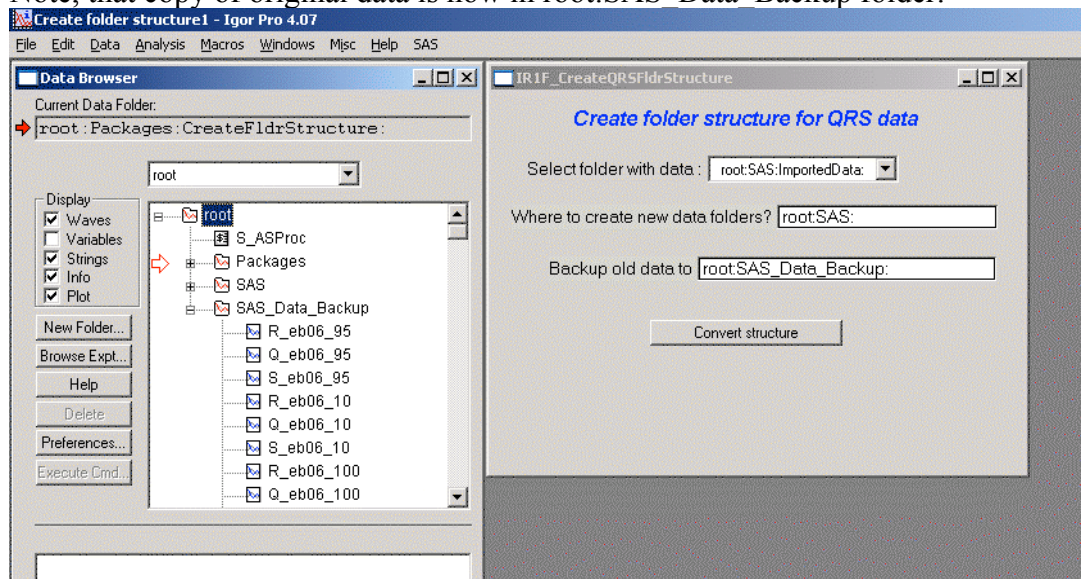 Note, that copy of original data is now in root:SAS_Data_Backup folder.
Create folder structure1 - Igor Pro 4.07
File Edit Data Analysis Macros Windows Misc Help SAS
Data Browser
Current Data Folder:
root:Packages:CreateFldrStructure:
root
Display
Waves
Variables
Strings
Info
Plot
New Folder...
Browse Expt...
Help
Delete
Preferences...
Execute Cmd...
root
S_ASProc
Packages
SAS
SAS_Data_Backup
R_eb06_95
Q_eb06_95
S_eb06_95
R_eb06_10
Q_eb06_10
S_eb06_10
R_eb06_100
Q_eb06_100
IR1F_CreateQRSFldrStructure
Create folder structure for QRS data
Select folder with data : root:SAS:ImportedData:
Where to create new data folders? root:SAS:
Backup old data to root:SAS_Data_Backup:
Convert structure